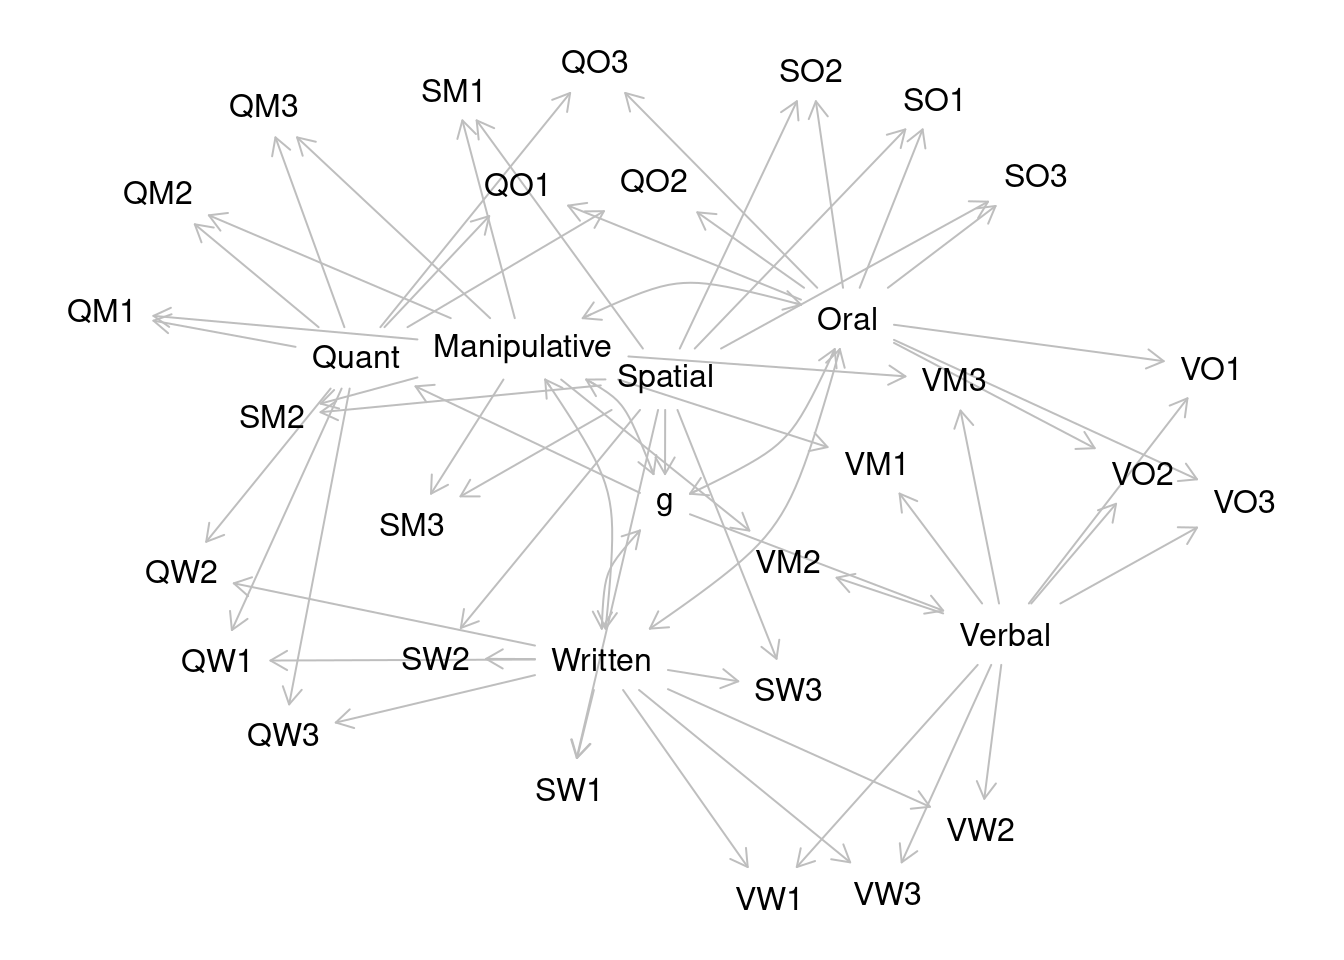 QO3
SO2
SM1
SO1
QM3
SO3
QO2
QO1
QM2
QM1
Oral
Manipulative
Quant
VO1
Spatial
VM3
SM2
VM1
VO2
g
VO3
SM3
VM2
QW2
Verbal
SW2
Written
QW1
SW3
QW3
SW1
VW2
VW3
VW1